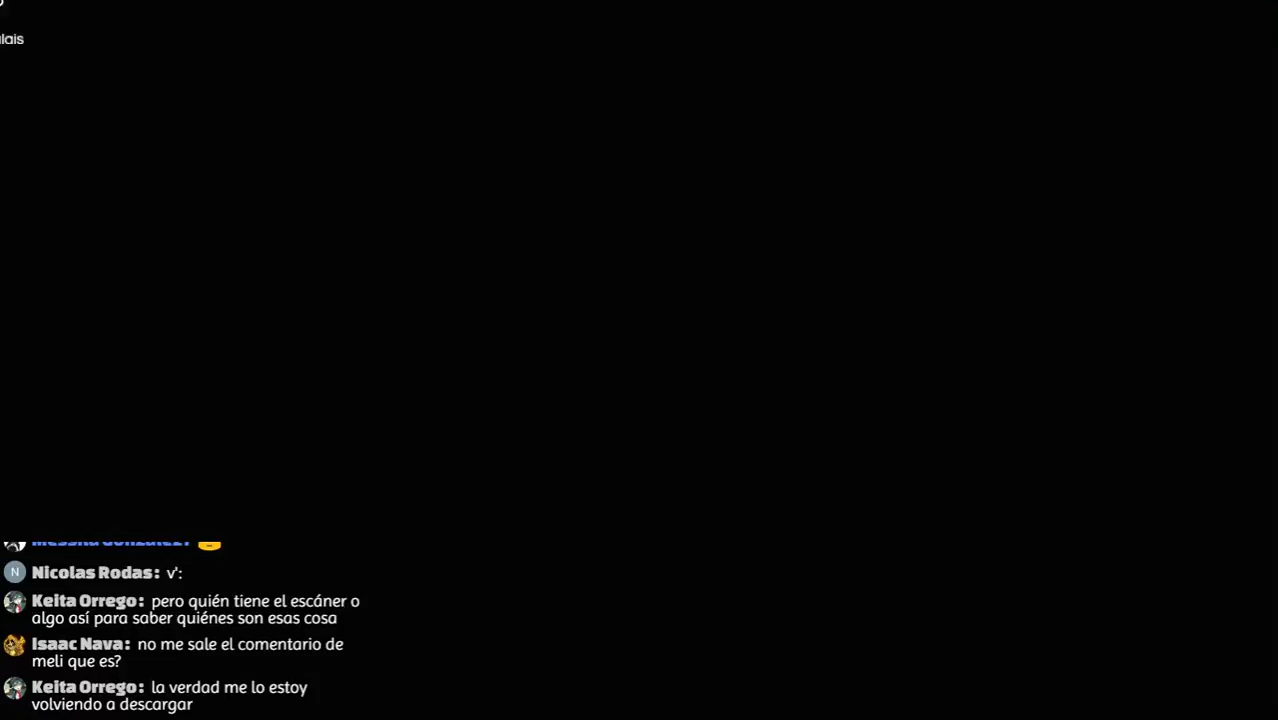 Nicolas Rodas: v':
Keita Orrego: pero quién tiene el escáner o
algo así para saber quiénes son esas cosa
Isaac Nava: no me sale el comentario de
meli que es?
Keita Orrego: la verdad me lo estoy
volviendo a descargar